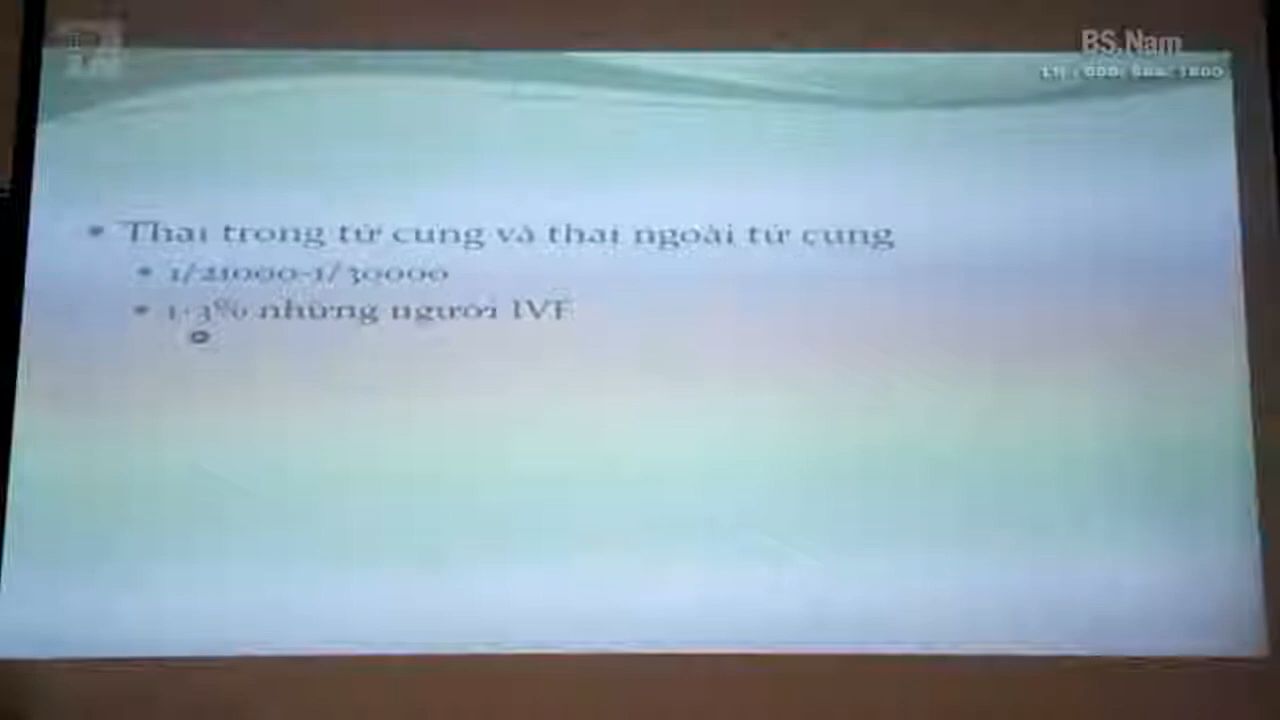 BS.Nam
• Thai trong tử cung và thai ngoài tử cung
• 1/21000-1/30000
• 1-3% những người IVF